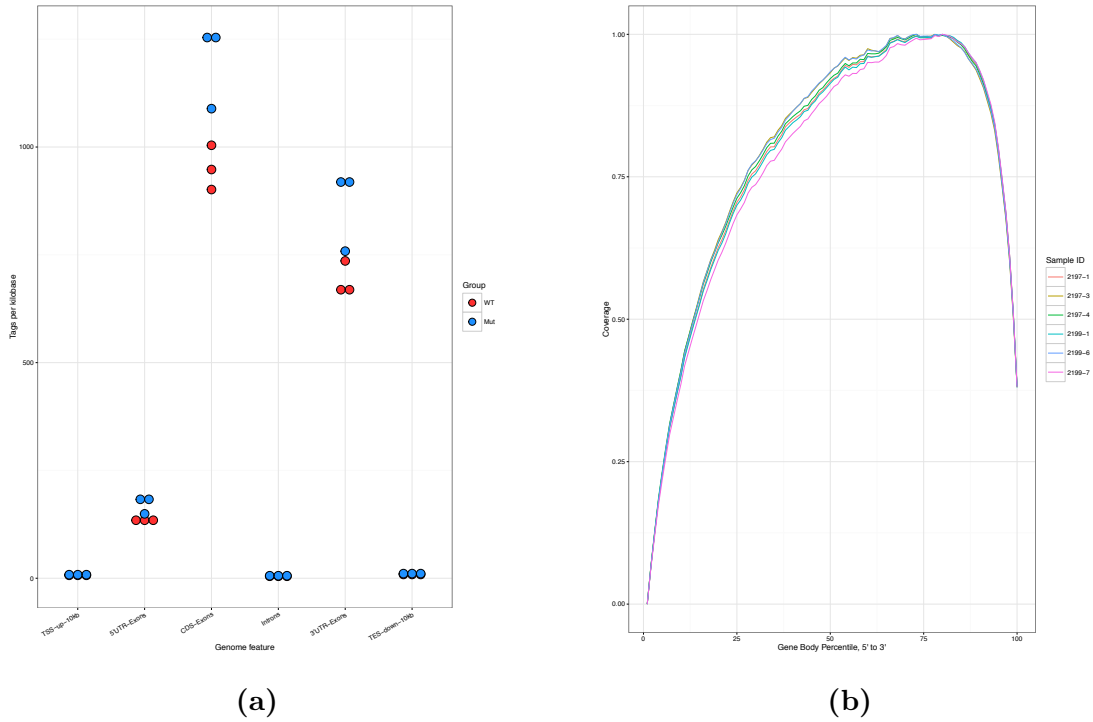 1000
500
0
Tags per kilobase
TSS−up−10kb
5'UTR−Exons
CDS−Exons
Introns
3'UTR−Exons
TES−down−10kb
Genome feature
Group
WT
Mut
(a)
1.00
0.75
0.50
0.25
0.00
Coverage
0
25
50
75
100
Gene Body Percentile, 5' to 3'
Sample ID
2197−1
2197−3
2197−4
2199−1
2199−6
2199−7
(b)